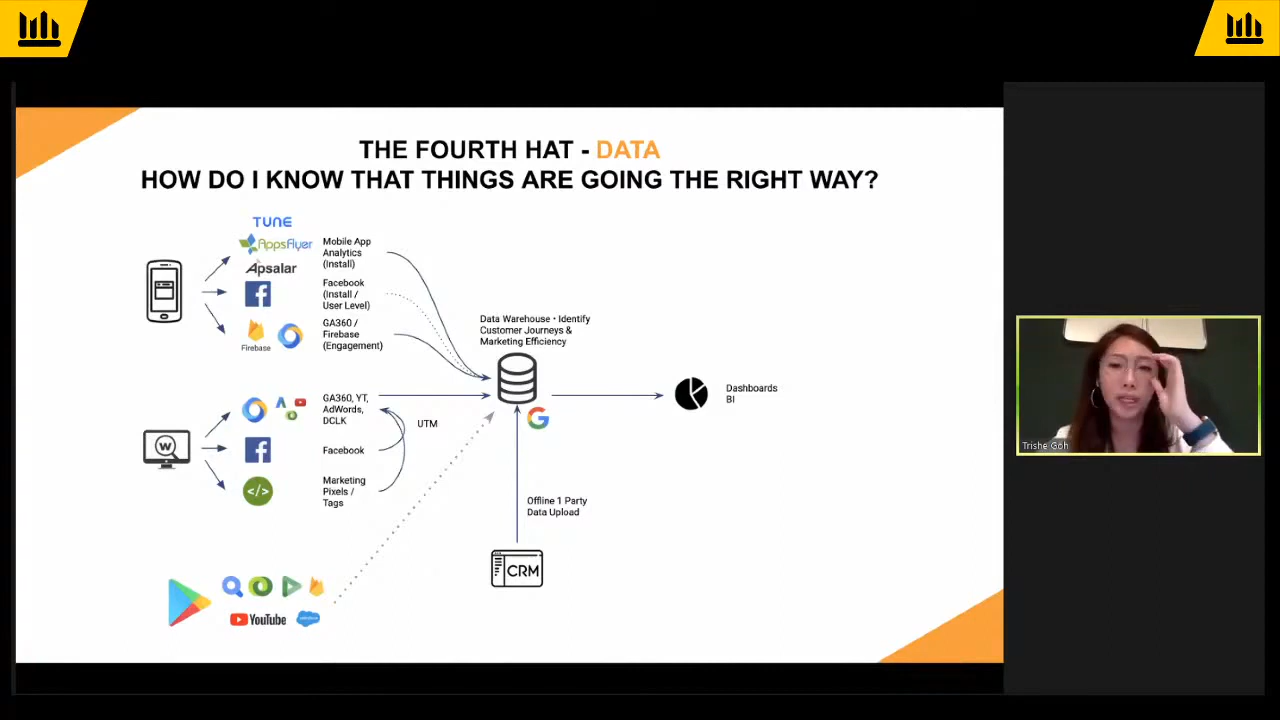 THE FOURTH HAT - DATA
HOW DO I KNOW THAT THINGS ARE GOING THE RIGHT WAY?
TUNE
AppsFlyer
Apsalar
Mobile App
Analytics
(Install)
Facebook
(Install /
User Level)
Firebase
GA360 /
Firebase
(Engagement)
Data Warehouse • Identify
Customer Journeys &
Marketing Efficiency
Dashboards
BI
W
GA360, YT,
AdWords,
DCLK
UTM
Facebook
Marketing
Pixels /
Tags
Offline 1 Party
Data Upload
CRM
YouTube
Trishe Goh